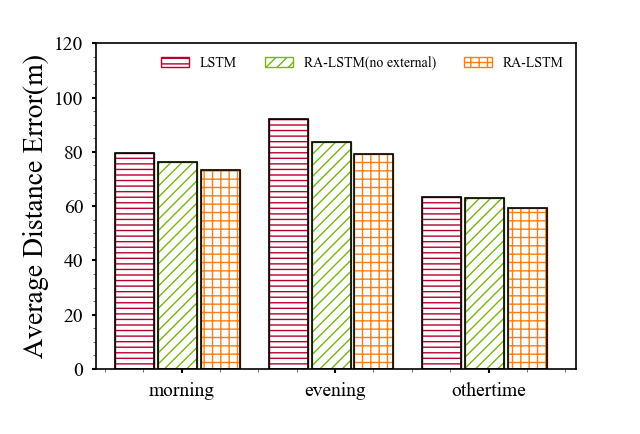 Average Distance Error(m)
120
100
80
60
40
20
0
LSTM RA-LSTM(no external) RA-LSTM
morning evening othertime